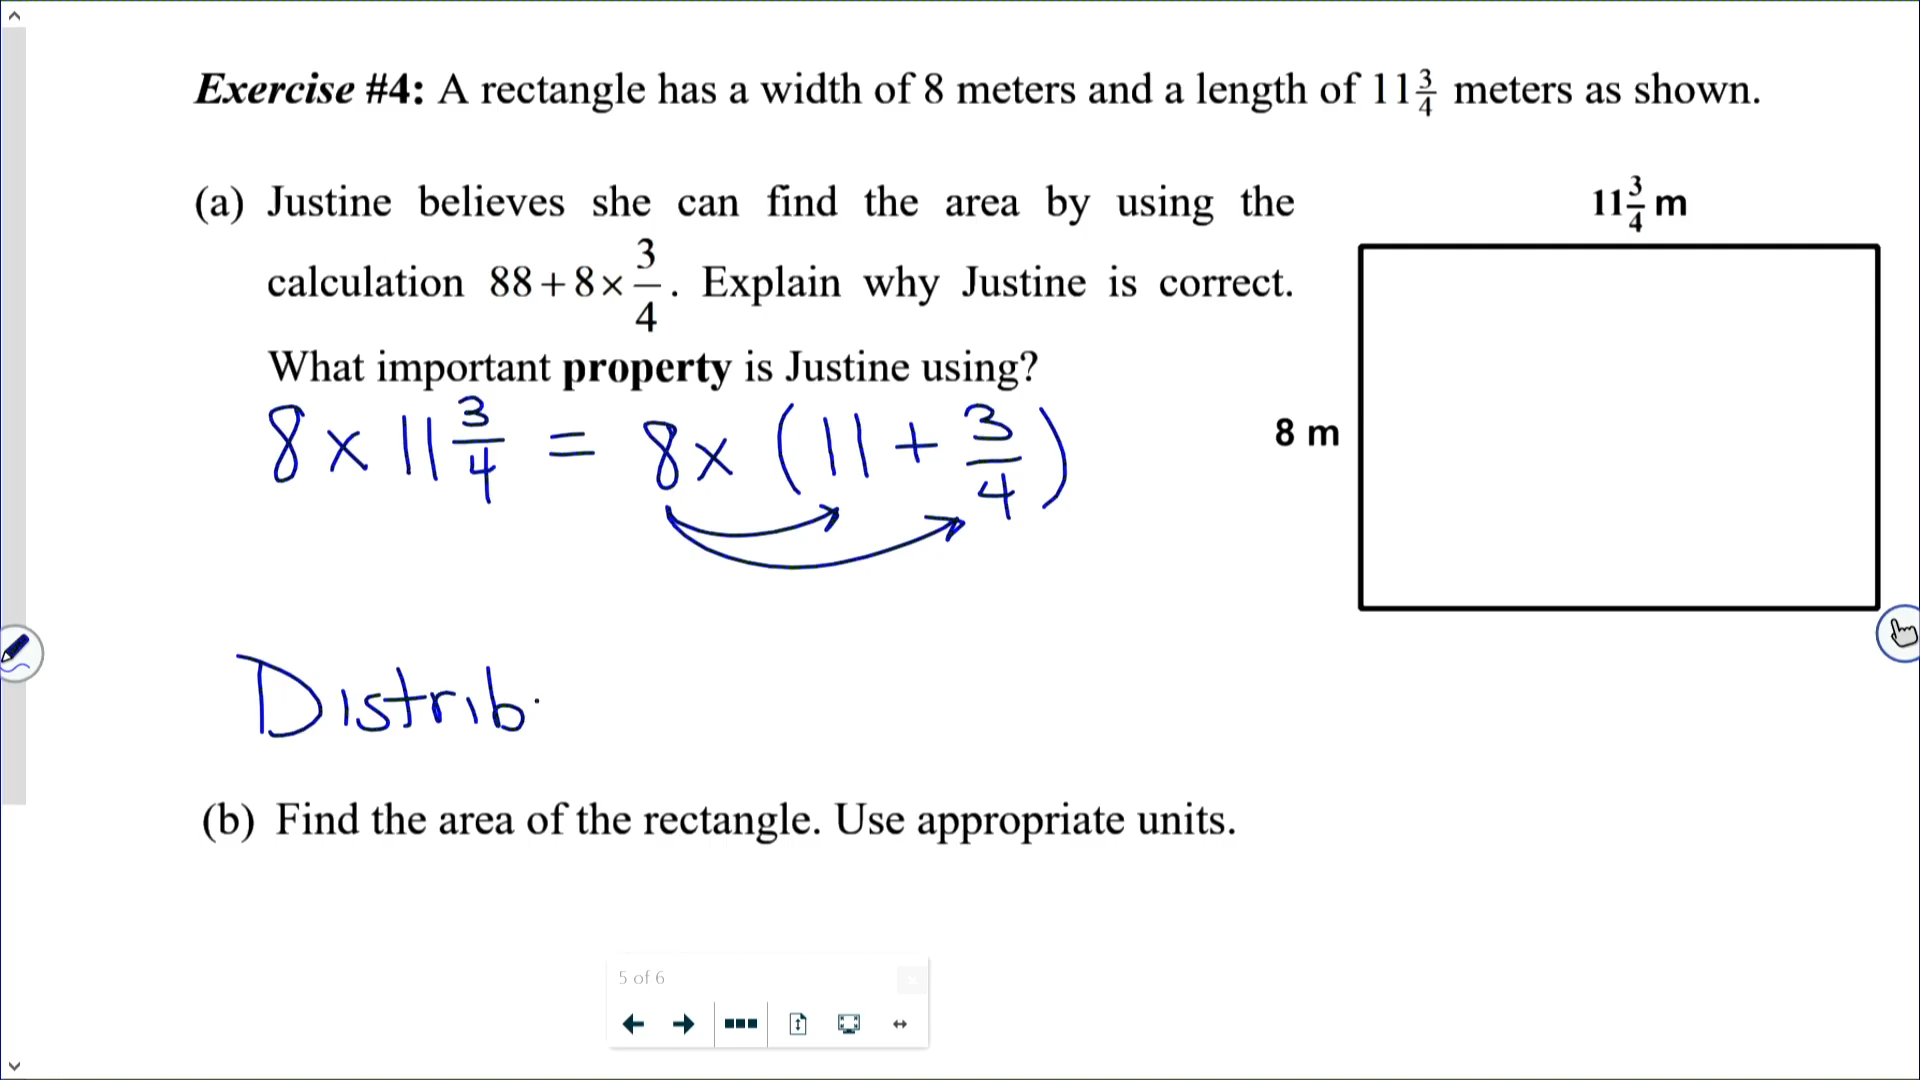 Exercise #4: A rectangle has a width of 8 meters and a length of 11 3/4 meters as shown.
(a) Justine believes she can find the area by using the
calculation 88 + 8 × 3/4. Explain why Justine is correct.
What important property is Justine using?
11 3/4 m
8 m
8 x 11 3/4 = 8 x (11 + 3/4)
Distrib
(b) Find the area of the rectangle. Use appropriate units.
5 of 6